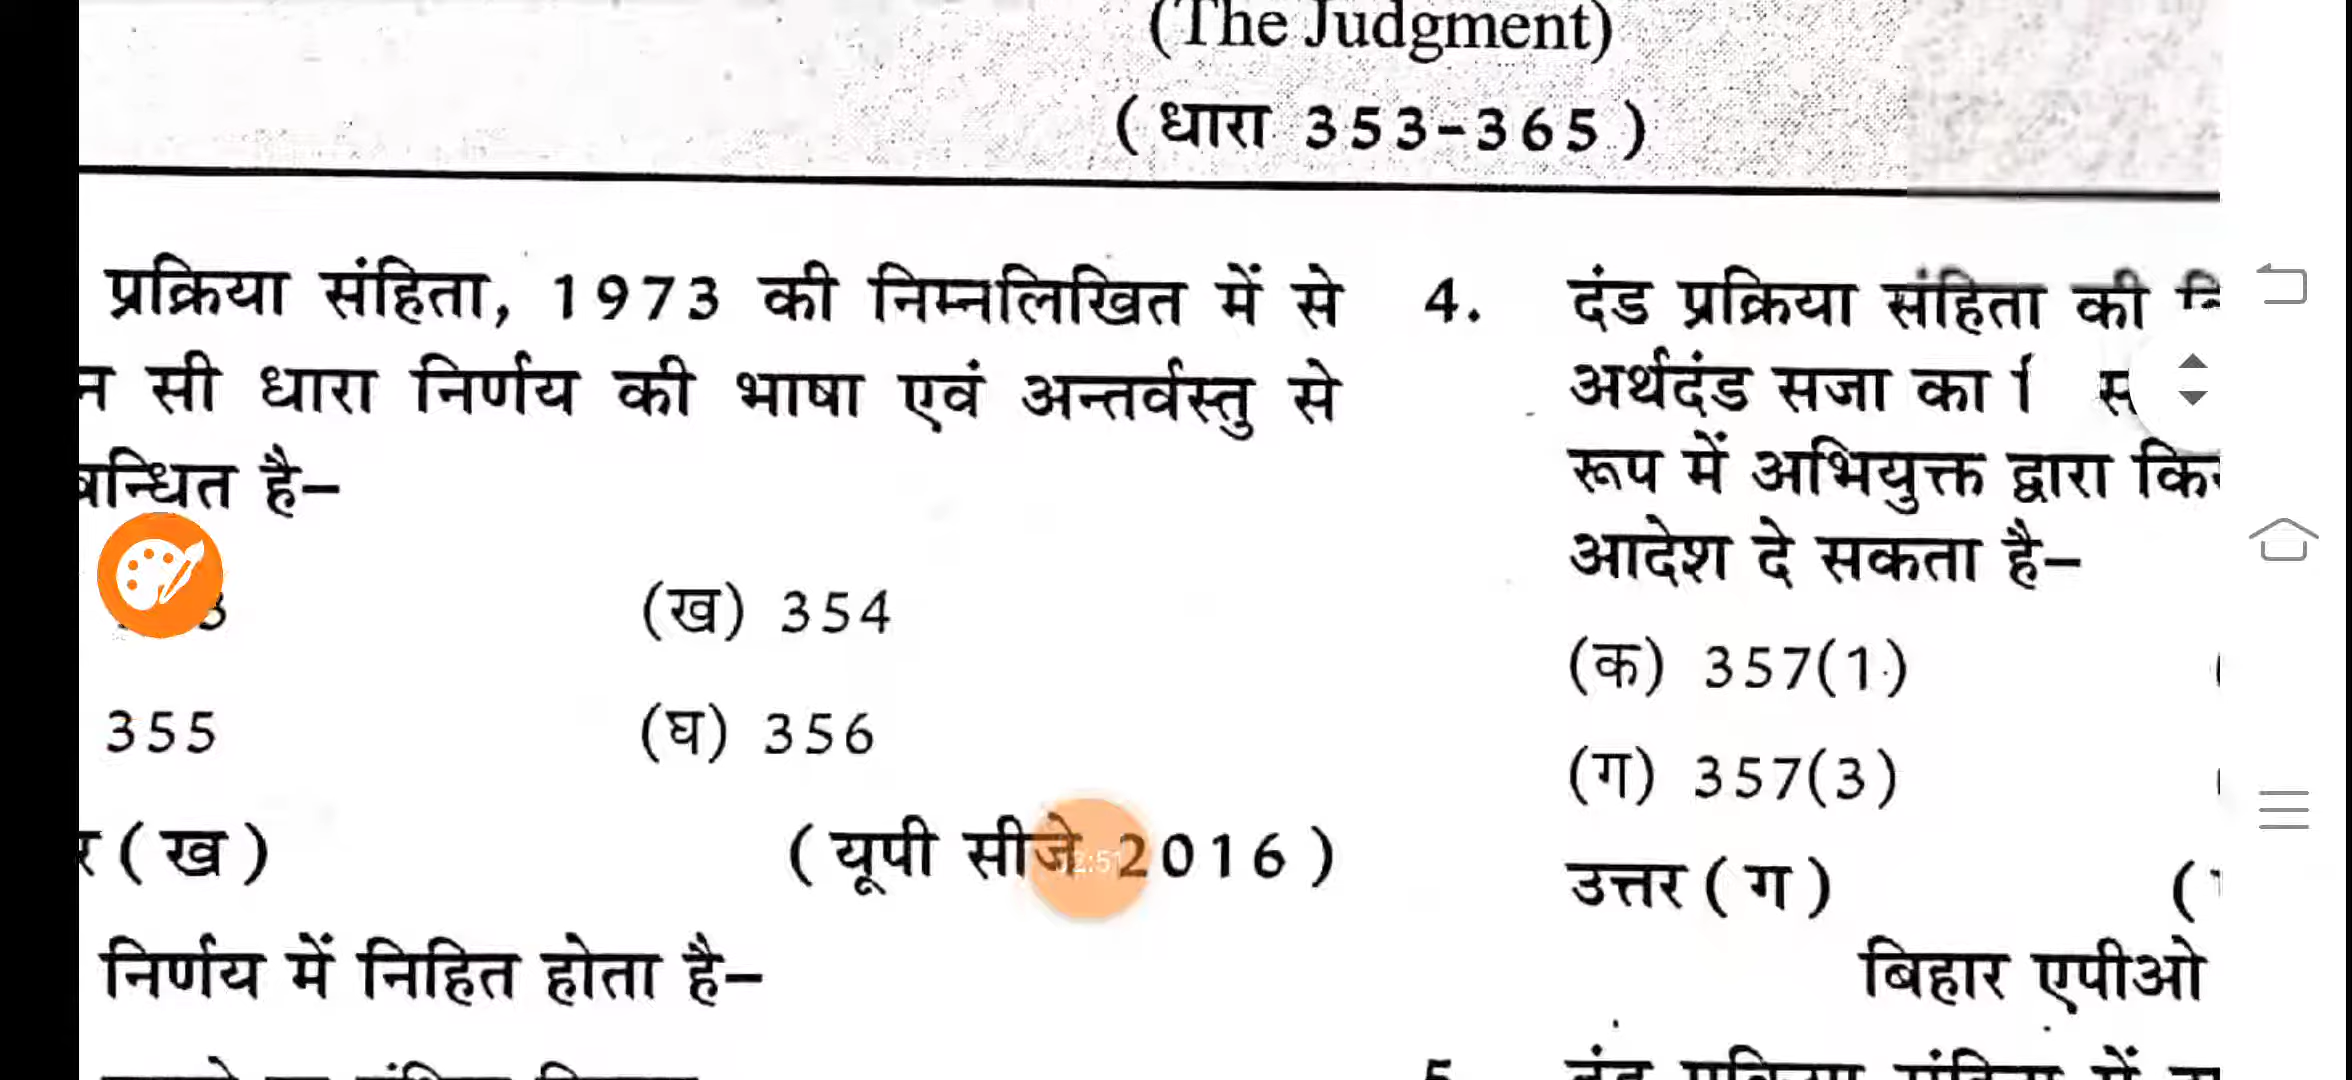 (The Judgment)
( धारा 353-365 )
प्रक्रिया संहिता, 1973 की निम्नलिखित में से
सी धारा निर्णय की भाषा एवं अन्तर्वस्तु से
है–
(ख) 354
355
(घ) 356
( ख )
( यूपी सीजे 2016 )
निर्णय में निहित होता है–
4. दंड प्रक्रिया संहिता की
अर्थदंड सजा का
रूप में अभियुक्त द्वारा
आदेश दे सकता है–
(क) 357(1)
(ग) 357(3)
उत्तर ( ग )
बिहार एपीओ